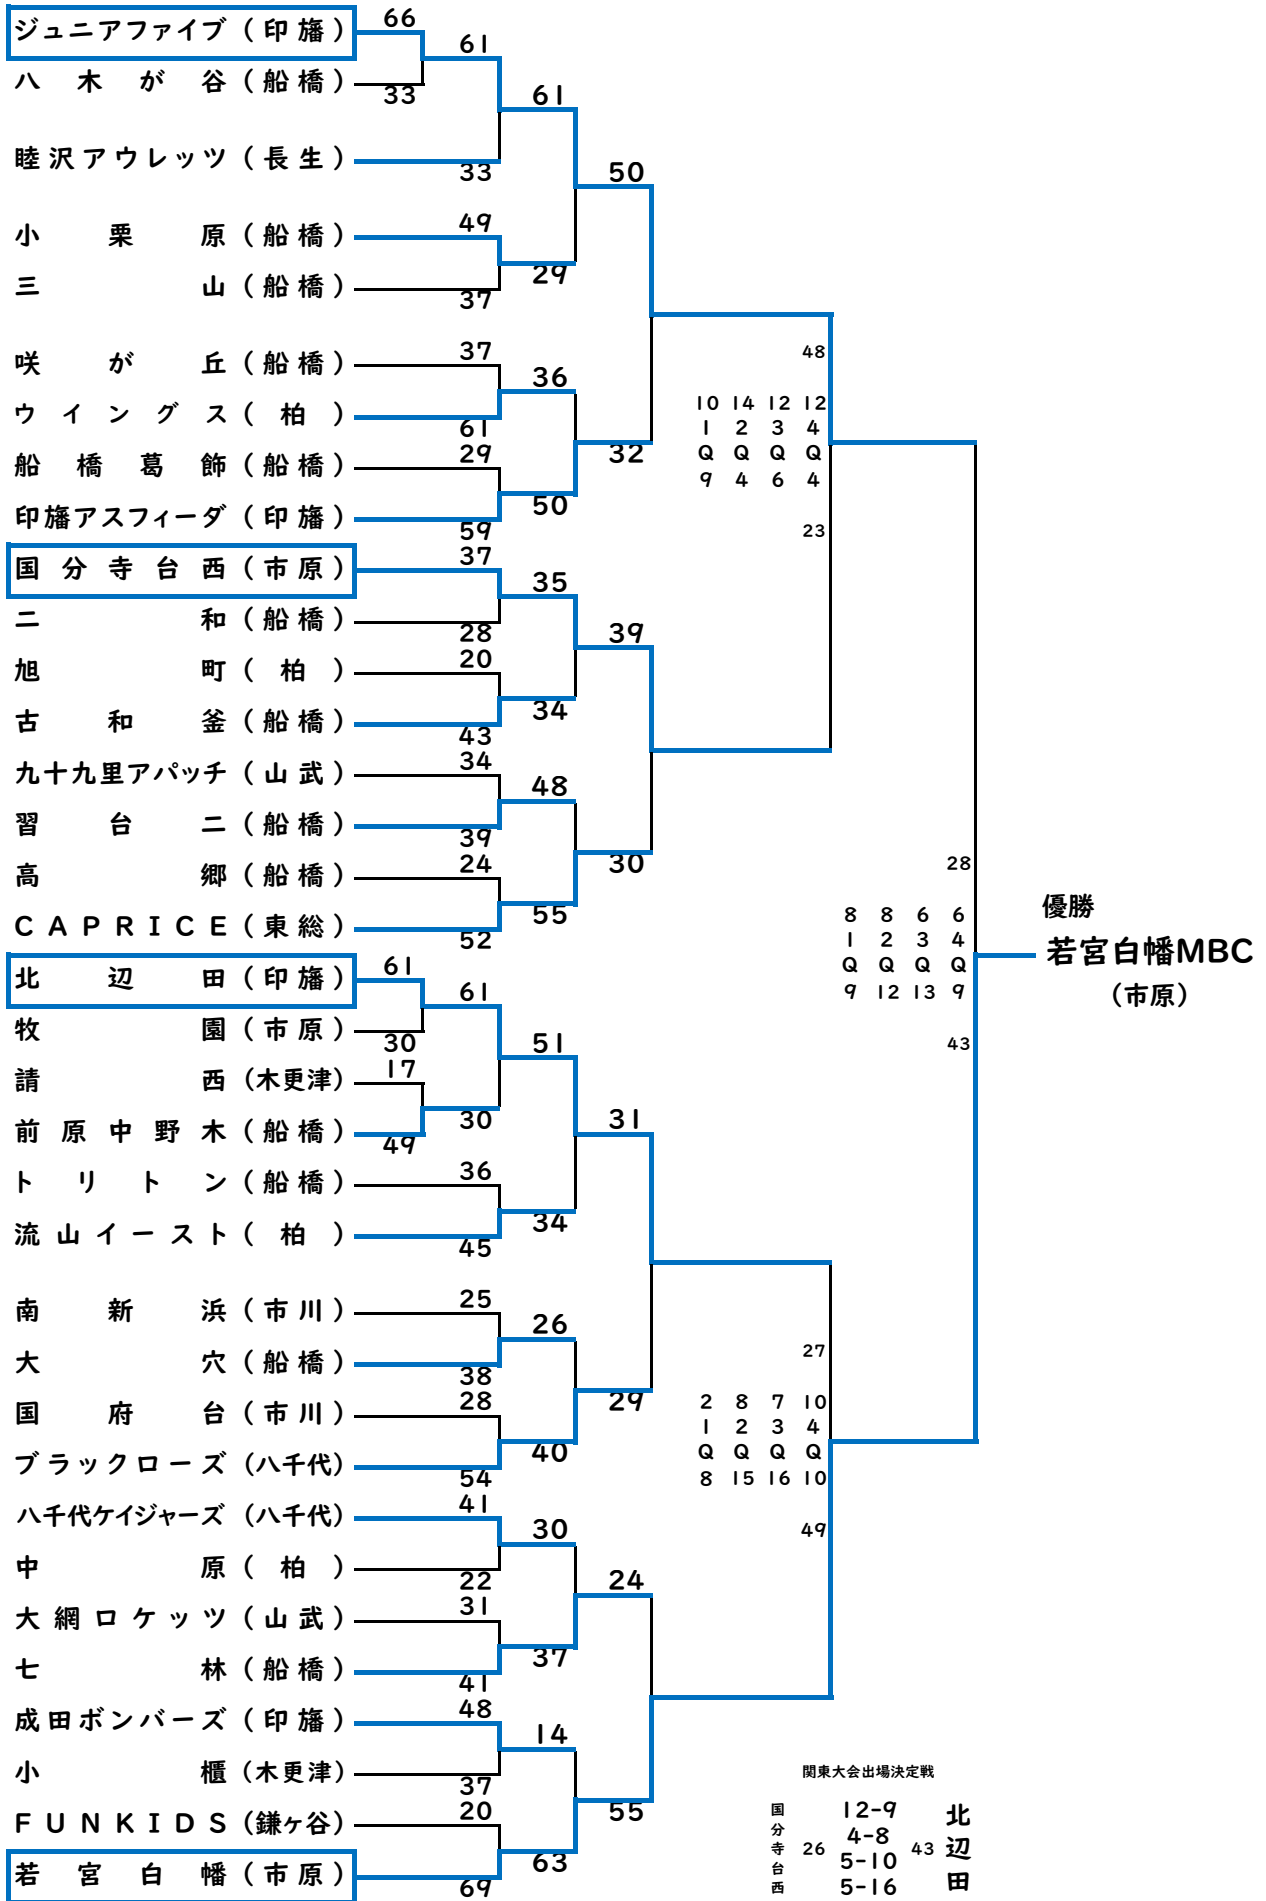 ジュニアファイブ(印旛)
66
61
八木が谷(船橋)
33
61
睦沢アウレッツ(長生)
33
50
小栗原(船橋)
49
29
三山(船橋)
37
咲が丘(船橋)
37
36
48
ウイングス(柏)
61
10 14 12 12
1Q 2Q 3Q 4Q
9 4 6 4
船橋葛飾(船橋)
29
32
印旛アスフィーダ(印旛)
59
50
23
国分寺台西(市原)
37
35
二和(船橋)
28
39
旭町(柏)
20
34
古和釜(船橋)
43
九十九里アパッチ(山武)
34
48
習台二(船橋)
39
30
高郷(船橋)
24
55
CAPRICE(東総)
52
28
8 8 6 6
1Q 2Q 3Q 4Q
9 12 13 9
43
優勝
若宮白幡MBC
(市原)
北辺田(印旛)
61
61
牧園(市原)
30
51
請西(木更津)
17
30
前原中野木(船橋)
49
31
トリトン(船橋)
36
34
流山イースト(柏)
45
南新浜(市川)
25
26
27
大穴(船橋)
38
2 8 7 10
1Q 2Q 3Q 4Q
8 15 16 10
国府台(市川)
28
29
ブラックローズ(八千代)
54
40
49
八千代ケイジャーズ(八千代)
41
30
中原(柏)
22
24
大網ロケッツ(山武)
31
37
七林(船橋)
41
成田ボンバーズ(印旛)
48
14
小櫃(木更津)
37
55
FUNKIDS(鎌ヶ谷)
20
63
若宮白幡(市原)
69
関東大会出場決定戦
国分寺台西
26
12-9
4-8
5-10
5-16
43
北辺田